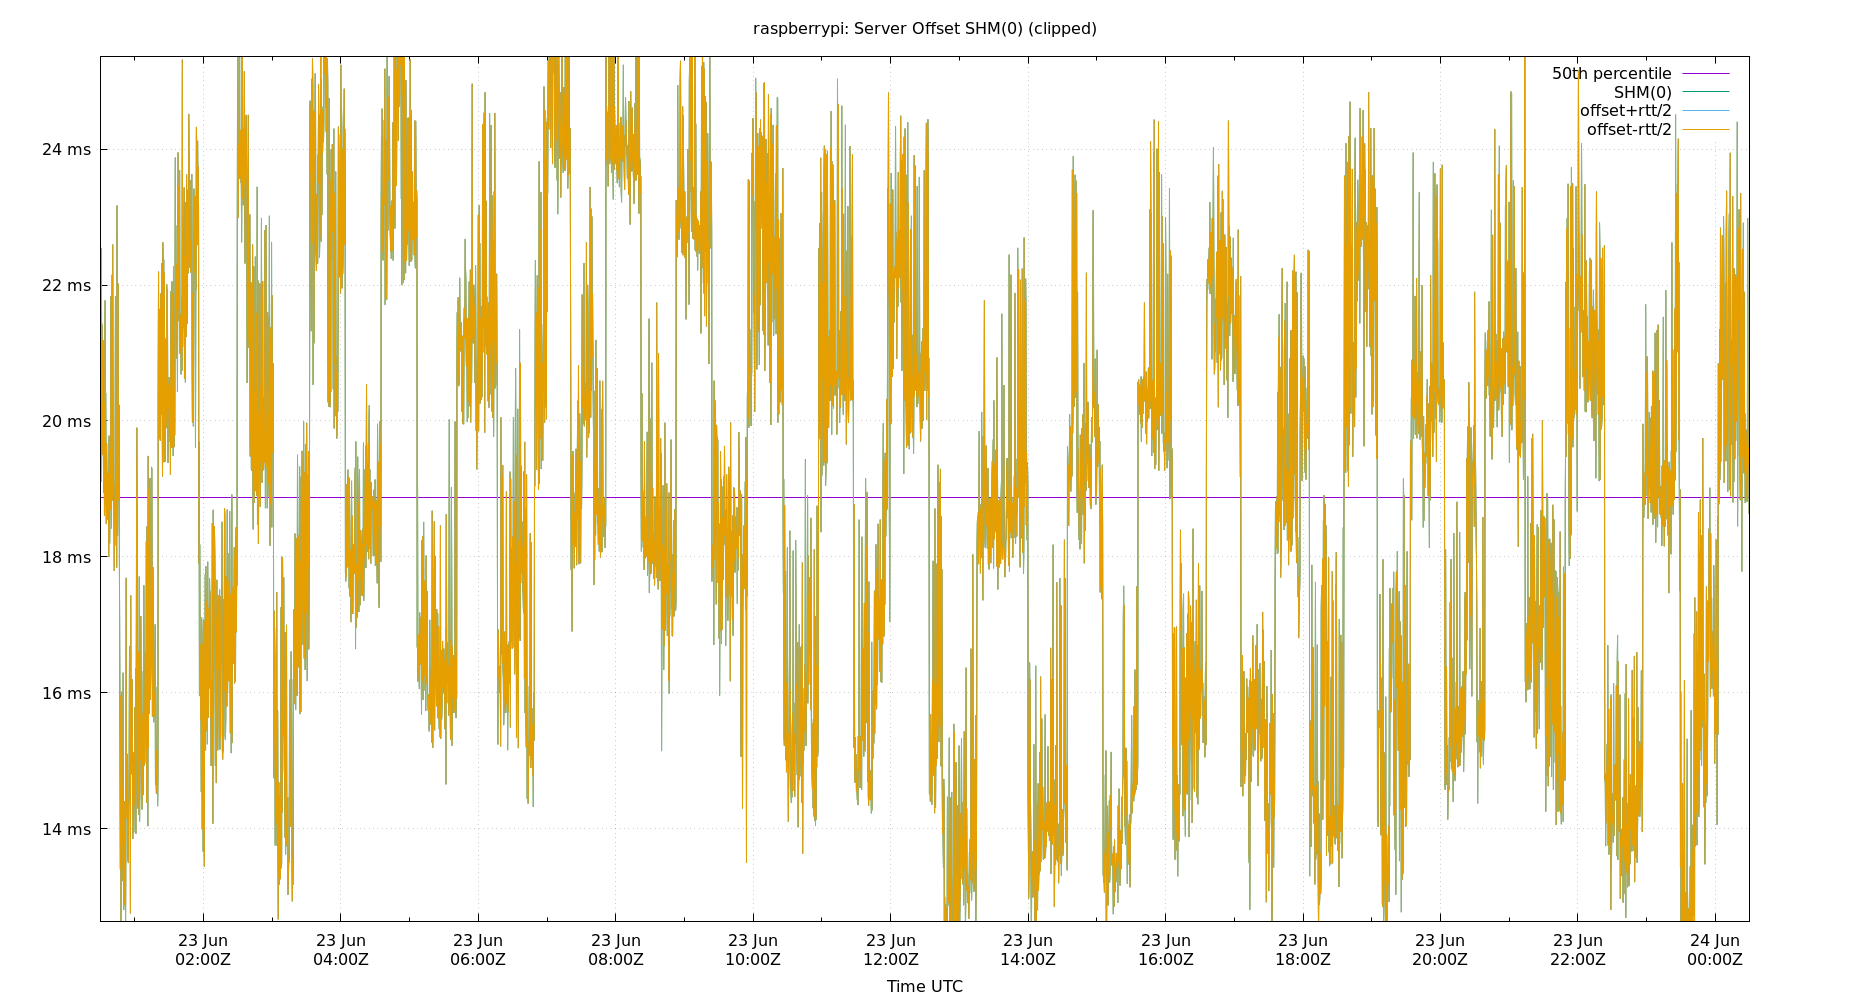 raspberrypi: Server Offset SHM(0) (clipped)
50th percentile
SHM(0)
offset+rtt/2
offset-rtt/2
24 ms
22 ms
20 ms
18 ms
16 ms
14 ms
23 Jun 23 Jun 23 Jun 23 Jun 23 Jun 23 Jun 23 Jun 23 Jun 23 Jun 23 Jun 23 Jun 24 Jun
02:00Z 04:00Z 06:00Z 08:00Z 10:00Z 12:00Z 14:00Z 16:00Z 18:00Z 20:00Z 22:00Z 00:00Z
Time UTC